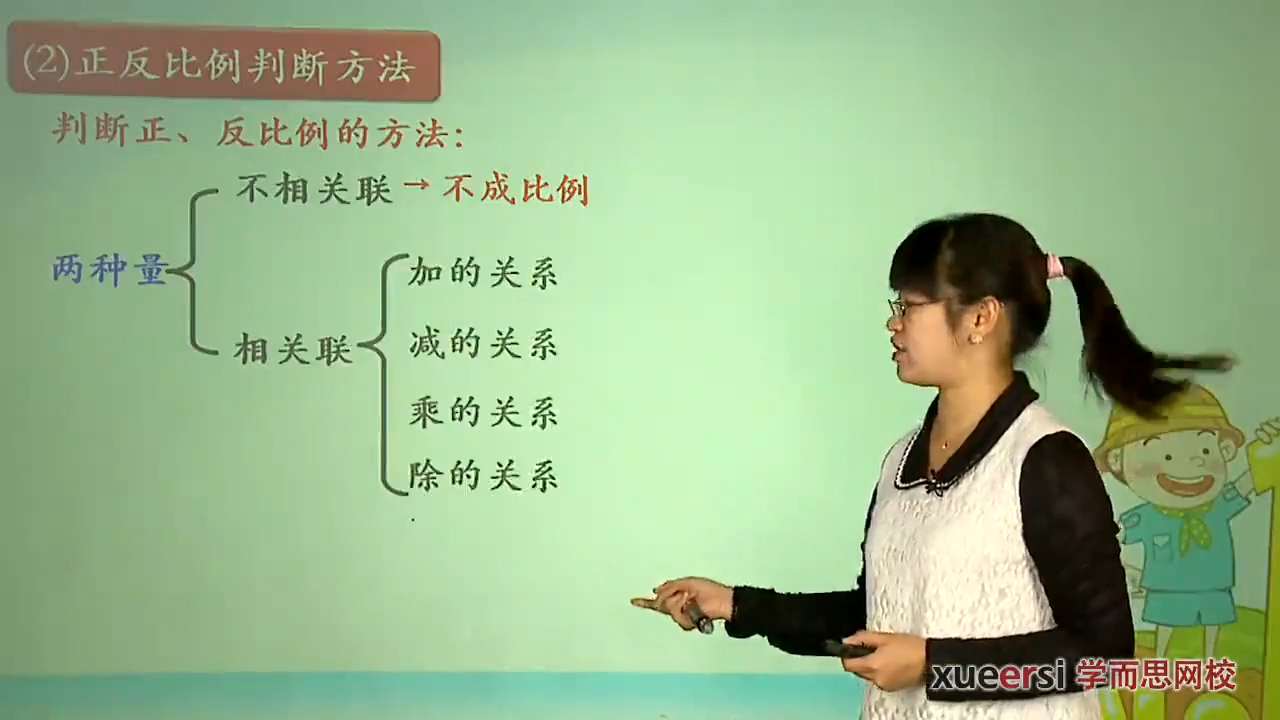 (2)正反比例判断方法
判断正、反比例的方法:
不相关联→不成比例
两种量
加的关系
减的关系
相关联
乘的关系
除的关系
xueersi 学而思网校